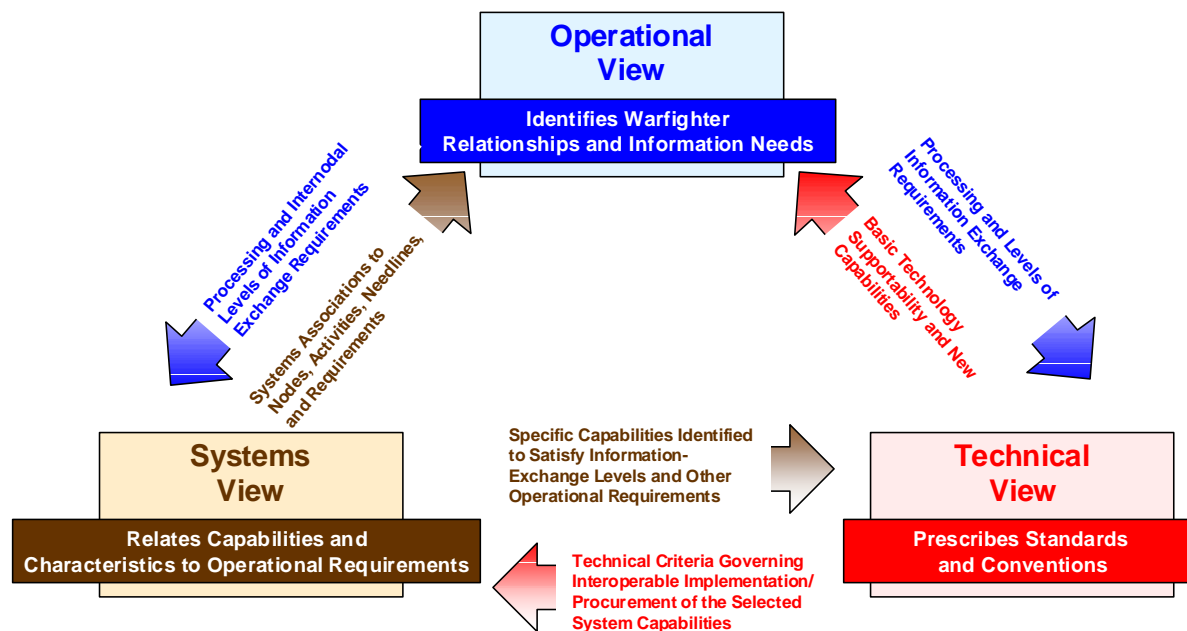 Operational
View
Identifies Warfighter
Relationships and Information Needs
Processing and Internodal
Levels of Information
Exchange Requirements
Systems Associations to
Nodes, Activities, Needlines,
and Requirements
Processing and Levels of
Information Exchange
Requirements
Basic Technology
Supportability and New
Capabilities
Systems
View
Relates Capabilities and
Characteristics to Operational Requirements
Specific Capabilities Identified
to Satisfy Information-
Exchange Levels and Other
Operational Requirements
Technical Criteria Governing
Interoperable Implementation/
Procurement of the Selected
System Capabilities
Technical
View
Prescribes Standards
and Conventions